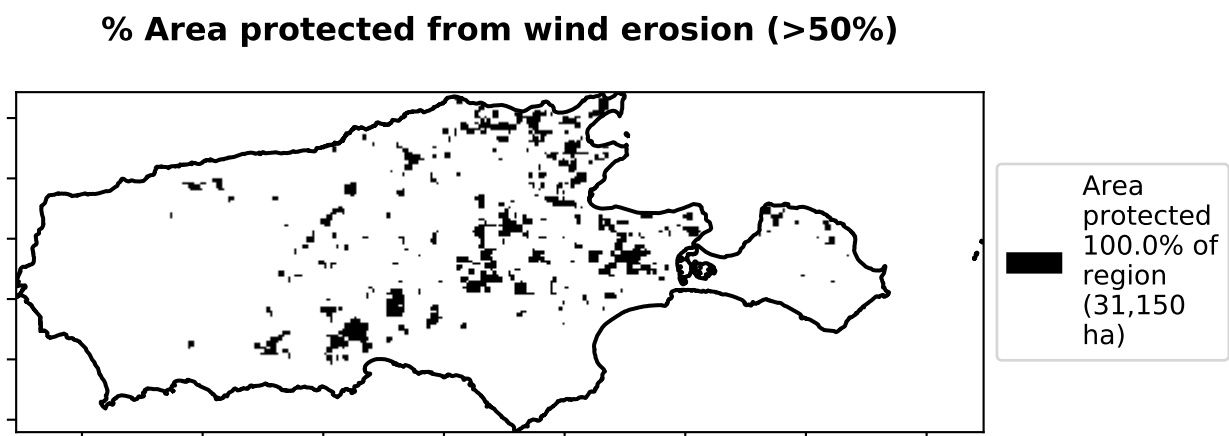 % Area protected from wind erosion (>50%)
Area
protected
100.0% of
region
(31,150
ha)